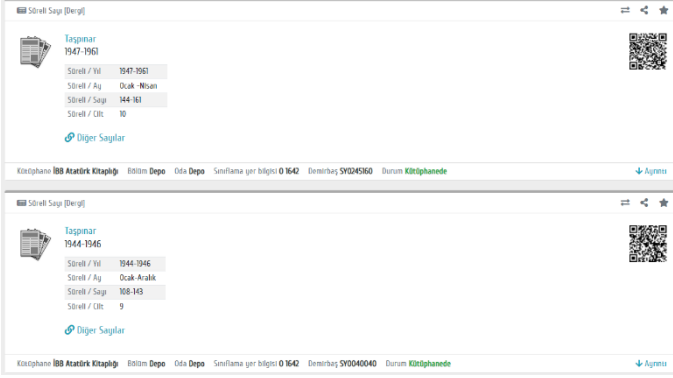 Süreli Sayı [Dergi]
Taşpınar
1947-1961
Süreli / Yıl 1947-1961
Süreli / Ay Ocak -Nisan
Süreli / Sayı 144-161
Süreli / Cilt 10
Diğer Sayılar
Kütüphane İBB Atatürk Kitaplığı Bölüm Depo Oda Depo Sınıflama yer bilgisi 0 1642 Demirbaş SY0245160 Durum Kütüphanede Ayrıntı
Süreli Sayı [Dergi]
Taşpınar
1944-1946
Süreli / Yıl 1944-1946
Süreli / Ay Ocak-Aralık
Süreli / Sayı 108-143
Süreli / Cilt 9
Diğer Sayılar
Kütüphane İBB Atatürk Kitaplığı Bölüm Depo Oda Depo Sınıflama yer bilgisi 0 1642 Demirbaş SY0040040 Durum Kütüphanede Ayrıntı